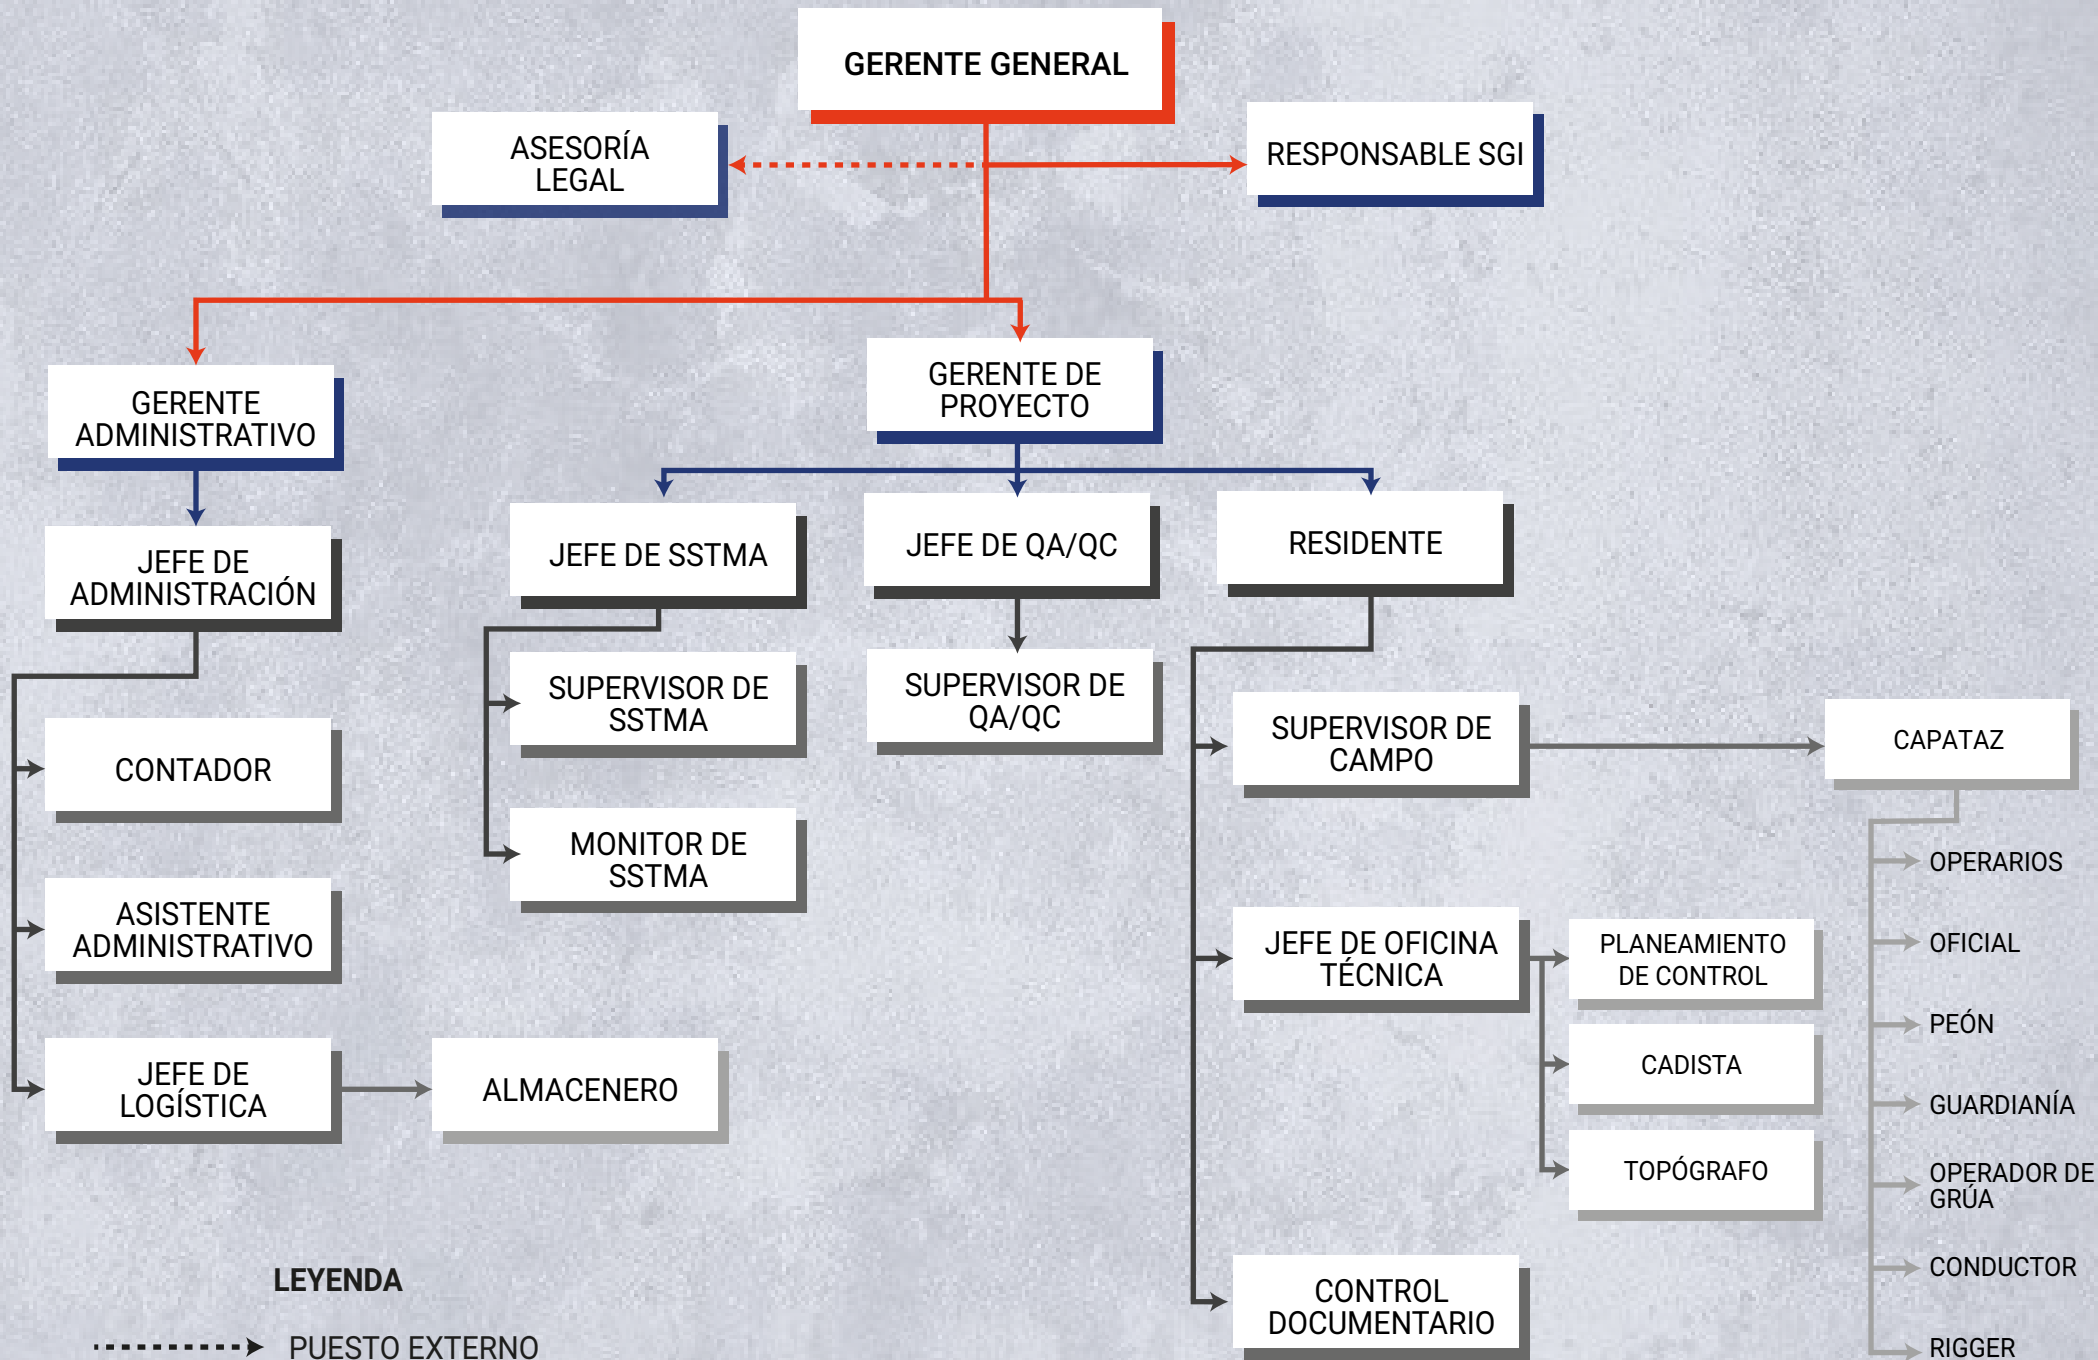 GERENTE GENERAL
ASESORÍA
LEGAL
RESPONSABLE SGI
GERENTE
ADMINISTRATIVO
GERENTE DE
PROYECTO
JEFE DE
ADMINISTRACIÓN
JEFE DE SSTMA
JEFE DE QA/QC
RESIDENTE
CONTADOR
ASISTENTE
ADMINISTRATIVO
JEFE DE
LOGÍSTICA
ALMACENERO
SUPERVISOR DE
SSTMA
MONITOR DE
SSTMA
SUPERVISOR DE
QA/QC
SUPERVISOR DE
CAMPO
JEFE DE OFICINA
TÉCNICA
CONTROL
DOCUMENTARIO
PLANEAMIENTO
DE CONTROL
CADISTA
TOPÓGRAFO
CAPATAZ
OPERARIOS
OFICIAL
PEÓN
GUARDIANÍA
OPERADOR DE
GRÚA
CONDUCTOR
RIGGER
LEYENDA
PUESTO EXTERNO